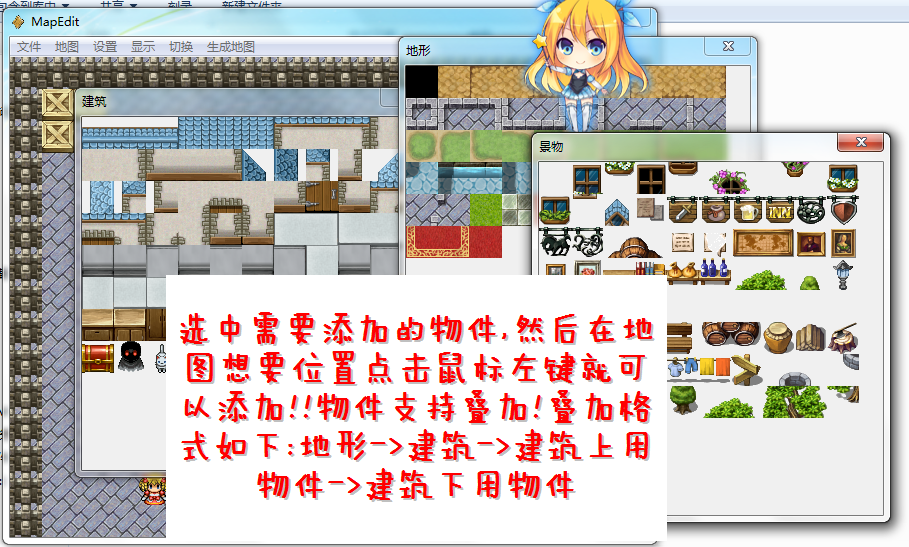 MapEdit
文件 地图 设置 显示 切换 生成地图
地形
建筑
景物
INN
选中需要添加的物件,然后在地
图想要位置点击鼠标左键就可
以添加!!物件支持叠加!叠加格
式如下:地形->建筑->建筑上用
物件->建筑下用物件